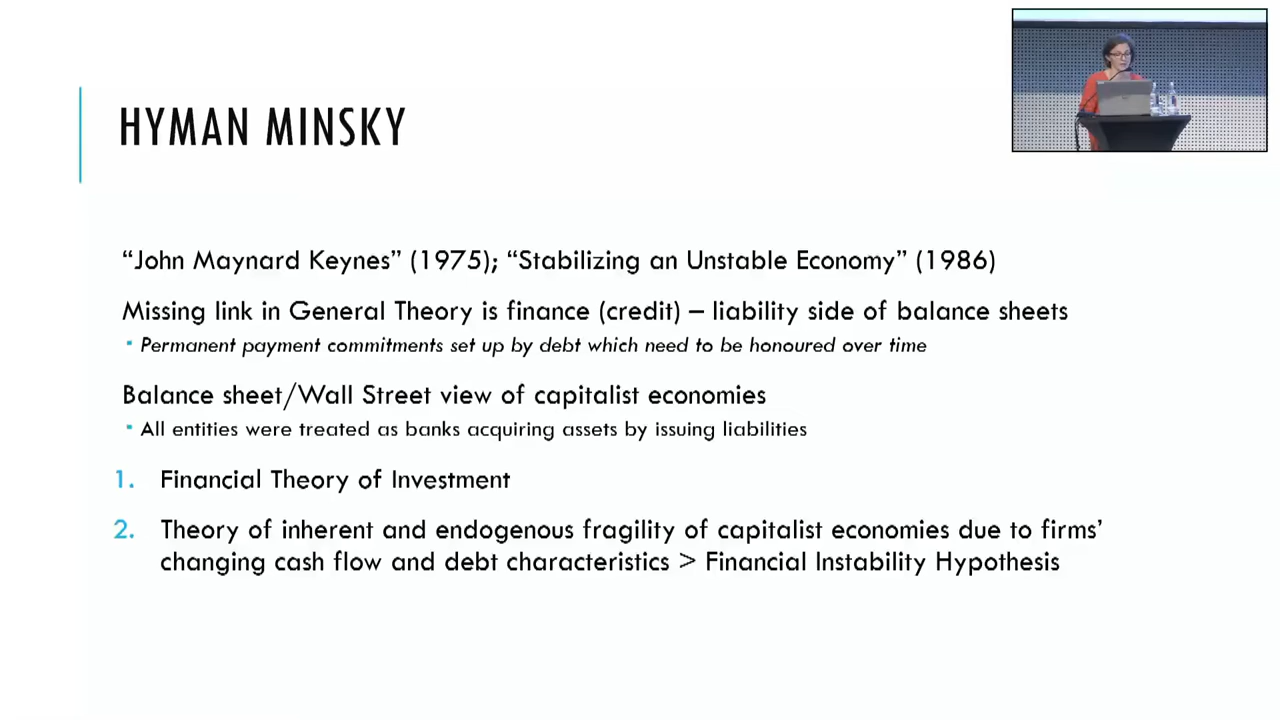 HYMAN MINSKY
“John Maynard Keynes” (1975); “Stabilizing an Unstable Economy” (1986)
Missing link in General Theory is finance (credit) – liability side of balance sheets
▪ Permanent payment commitments set up by debt which need to be honoured over time
Balance sheet/Wall Street view of capitalist economies
▪ All entities were treated as banks acquiring assets by issuing liabilities
1. Financial Theory of Investment
2. Theory of inherent and endogenous fragility of capitalist economies due to firms’
changing cash flow and debt characteristics > Financial Instability Hypothesis